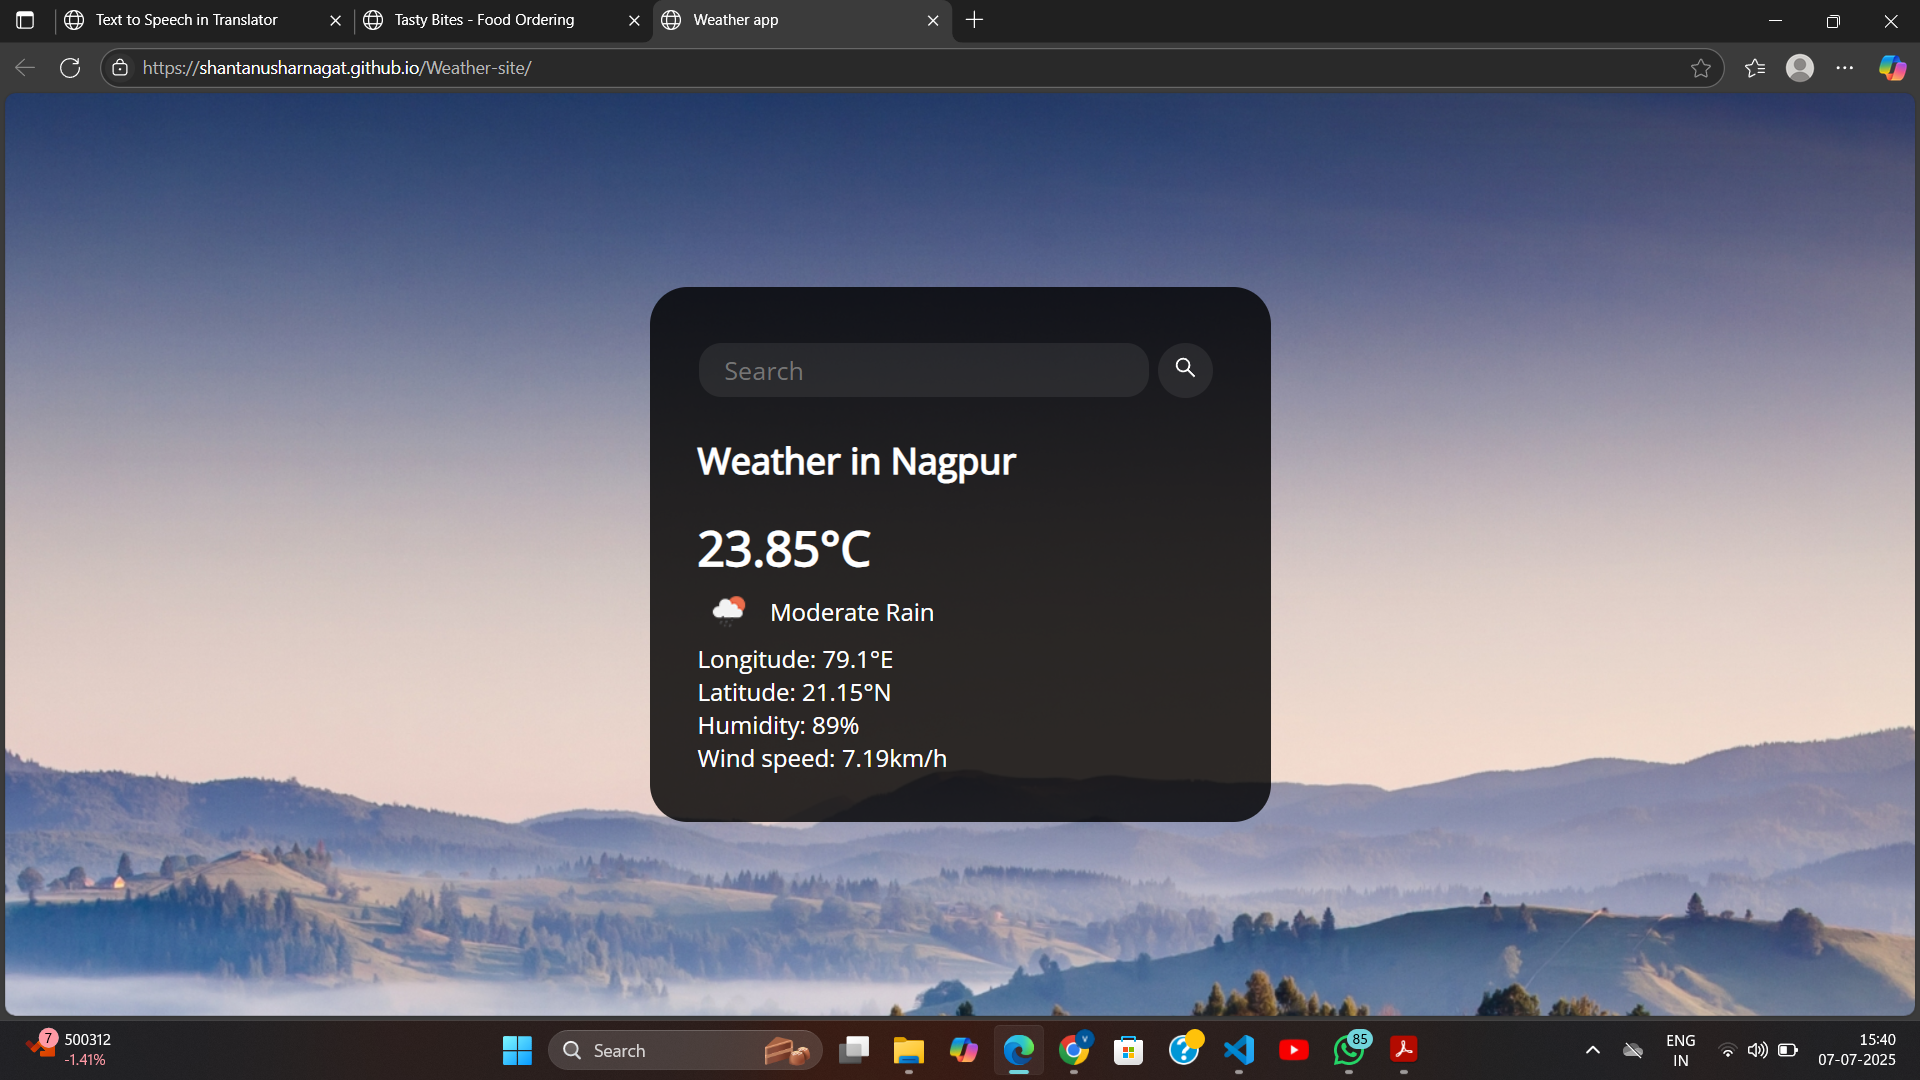 Text to Speech in Translator
Tasty Bites - Food Ordering
Weather app
https://shantanusharnagat.github.io/Weather-site/
Search
Weather in Nagpur
23.85°C
Moderate Rain
Longitude: 79.1°E
Latitude: 21.15°N
Humidity: 89%
Wind speed: 7.19km/h
7
500312
-1.41%
Search
V
85
ENG
IN
15:40
07-07-2025